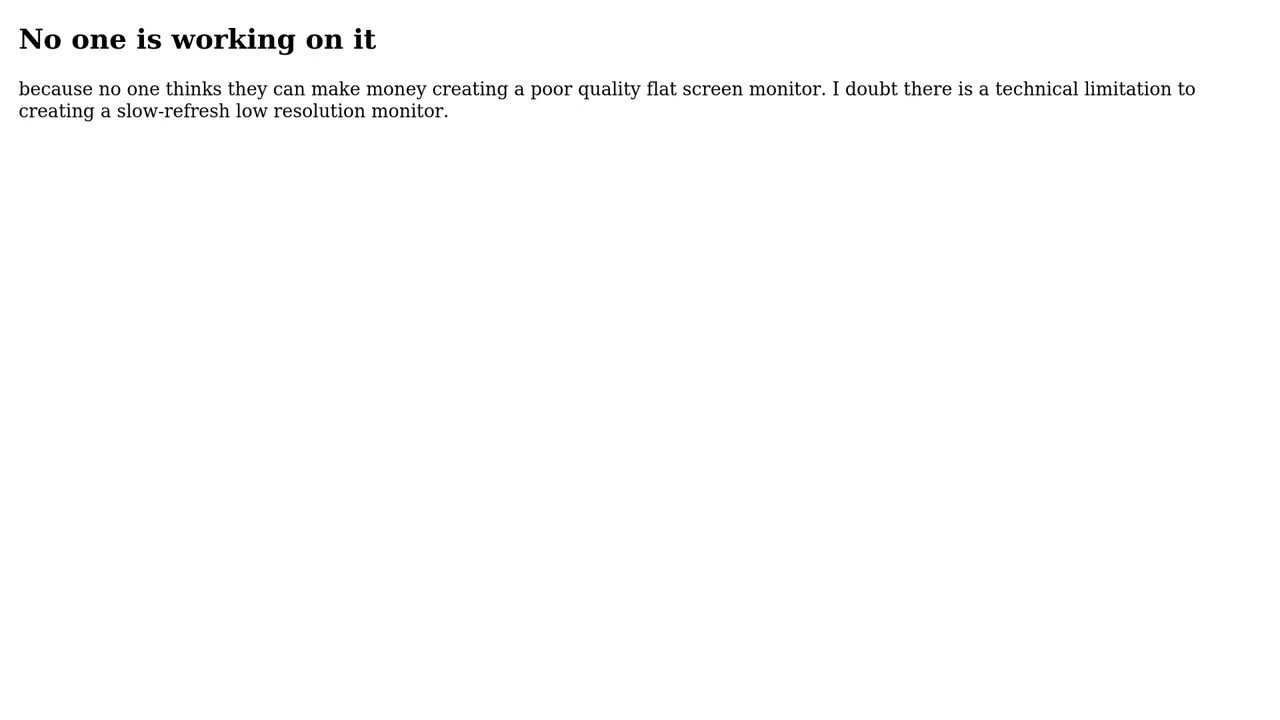 No one is working on it
because no one thinks they can make money creating a poor quality flat screen monitor. I doubt there is a technical limitation to
creating a slow-refresh low resolution monitor.